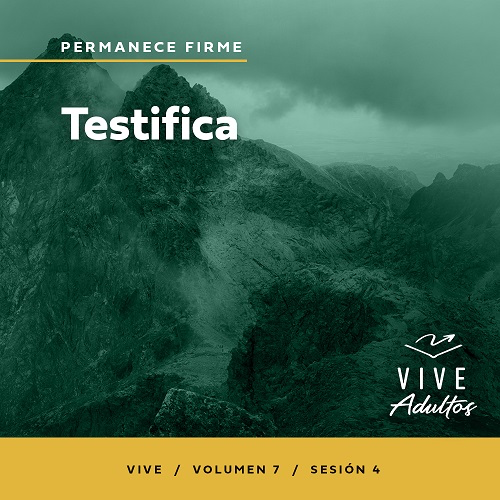 PERMANECE FIRME
Testifica
VIVE
Adultos
VIVE / VOLUMEN 7 / SESIÓN 4